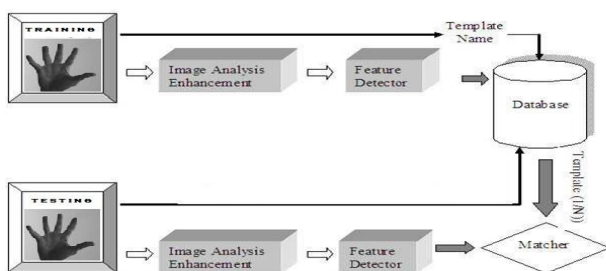 TRAINING
Template
Name
Image Analysis
Enhancement
Feature
Detector
Database
Template (1/N))
TESTING
Image Analysis
Enhancement
Feature
Detector
Matcher